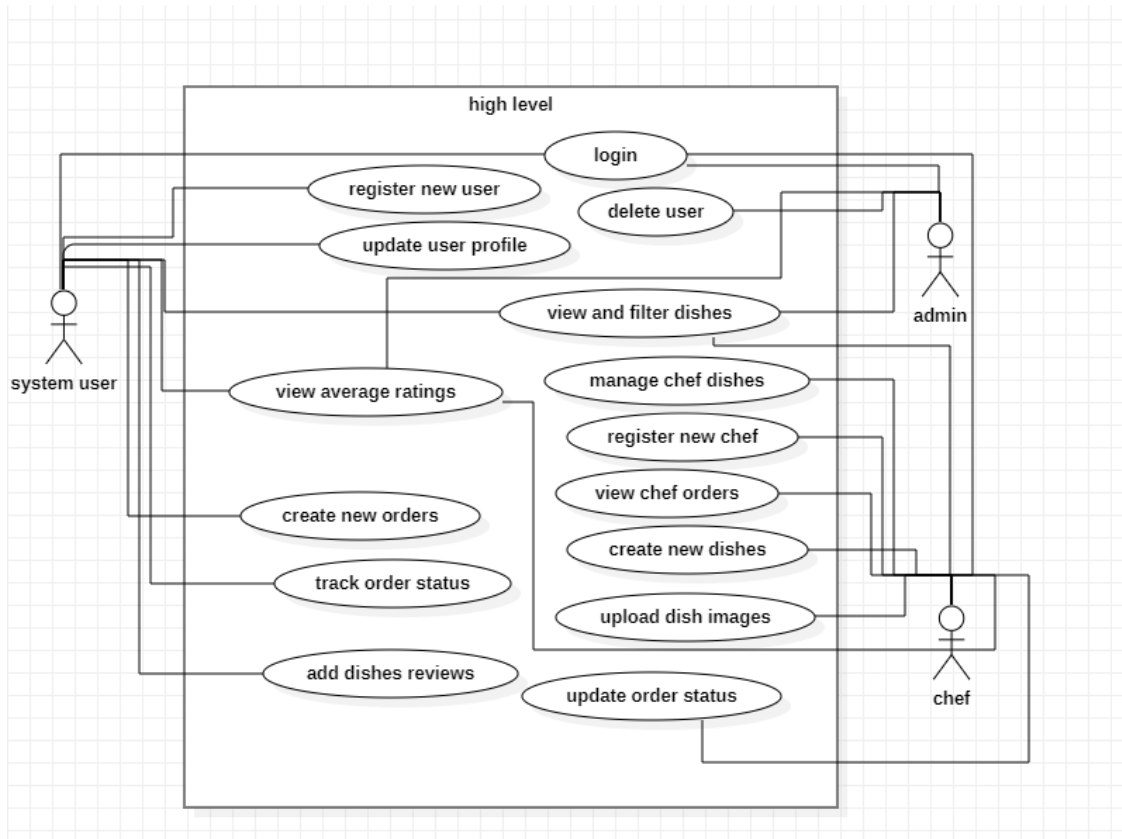 high level
login
register new user
delete user
update user profile
view and filter dishes
admin
system user
manage chef dishes
view average ratings
register new chef
view chef orders
create new orders
create new dishes
track order status
upload dish images
add dishes reviews
update order status
chef